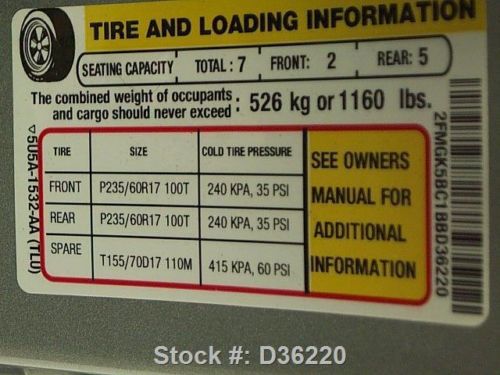 TIRE AND LOADING INFORMATION
SEATING CAPACITY TOTAL : 7 FRONT: 2 REAR: 5
The combined weight of occupants
and cargo should never exceed : 526 kg or 1160 lbs.
TIRE SIZE COLD TIRE PRESSURE
FRONT P235/60R17 100T 240 KPA, 35 PSI
REAR P235/60R17 100T 240 KPA, 35 PSI
SPARE T155/70D17 110M 415 KPA, 60 PSI
SEE OWNERS
MANUAL FOR
ADDITIONAL
INFORMATION
5U5A-1532-AA (TL0)
2FMGK5BC1BBD36220
Stock #: D36220